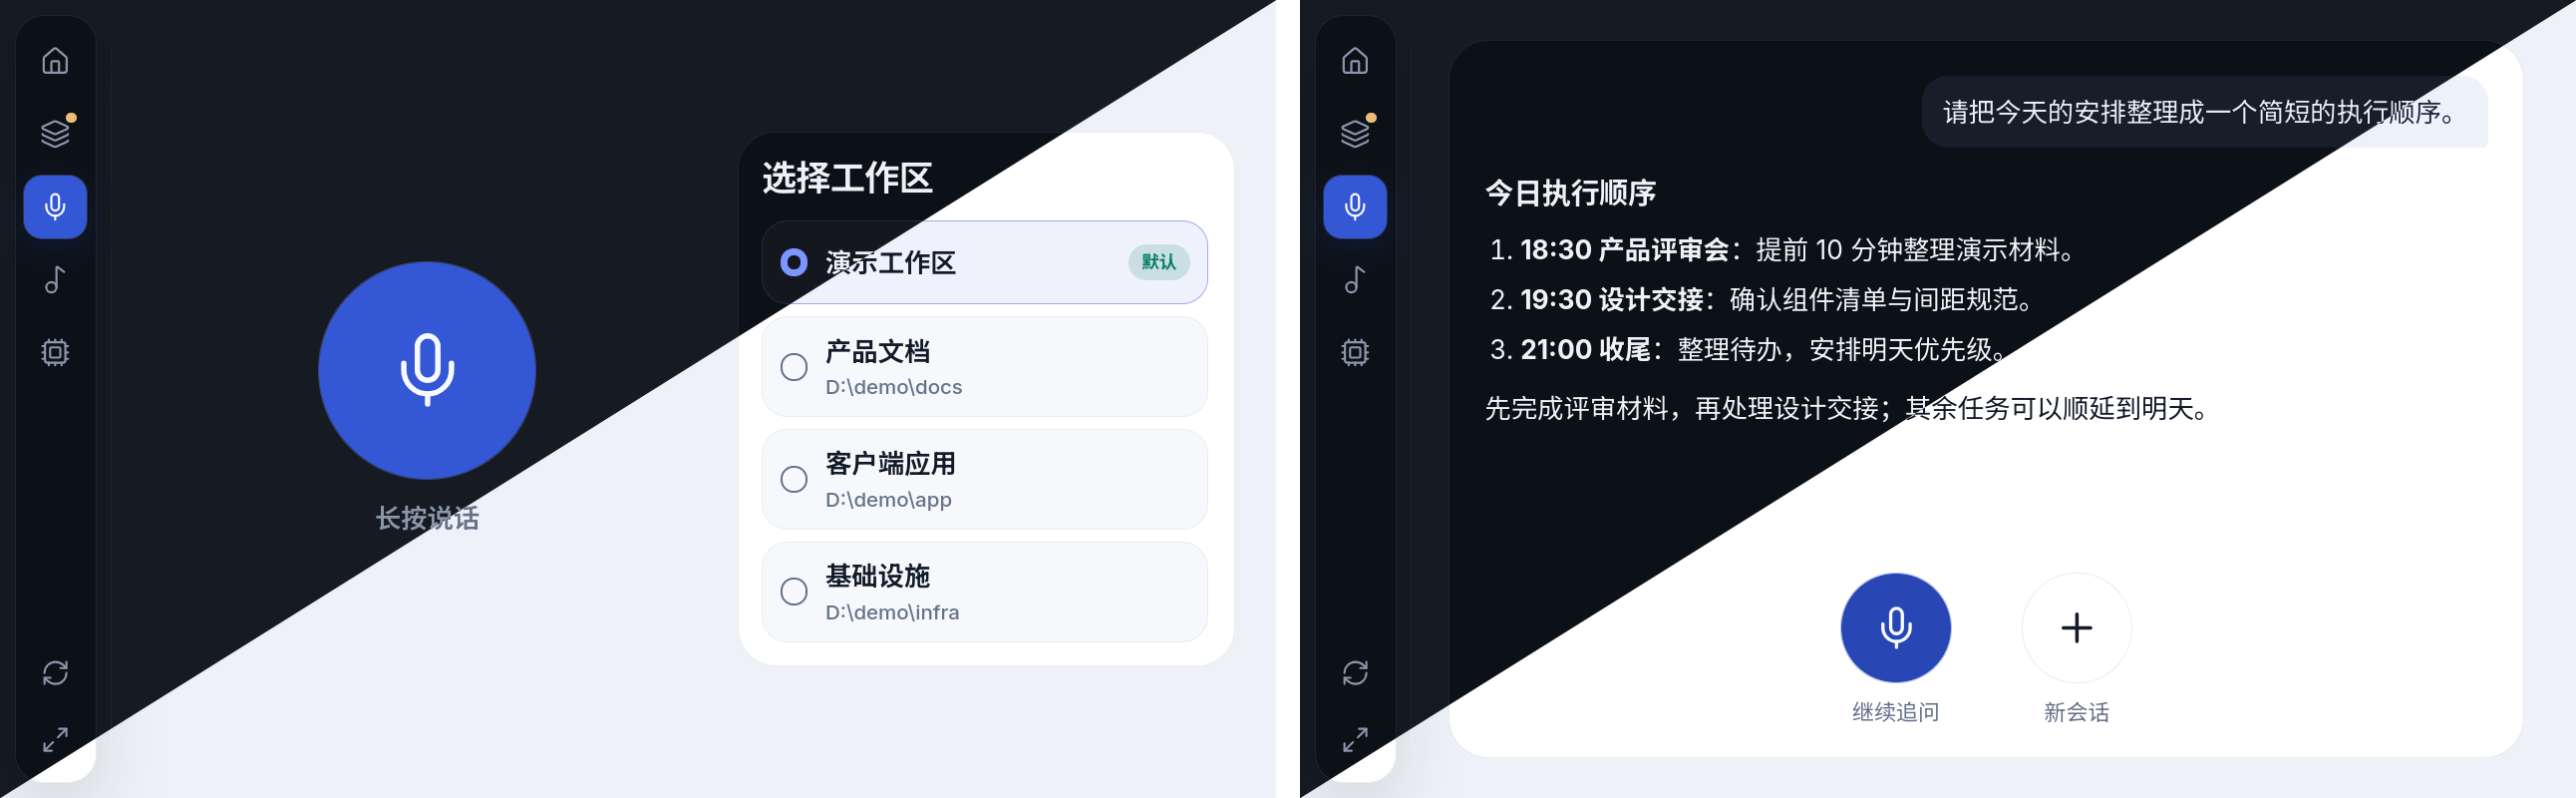 选择工作区
演示工作区
默认
产品文档
D:\demo\docs
客户端应用
D:\demo\app
基础设施
D:\demo\infra
长按说话
请把今天的安排整理成一个简短的执行顺序。
今日执行顺序
1. 18:30 产品评审会：提前 10 分钟整理演示材料。
2. 19:30 设计交接：确认组件清单与间距规范。
3. 21:00 收尾：整理待办，安排明天优先级。
先完成评审材料，再处理设计交接；其余任务可以顺延到明天。
继续追问
新会话